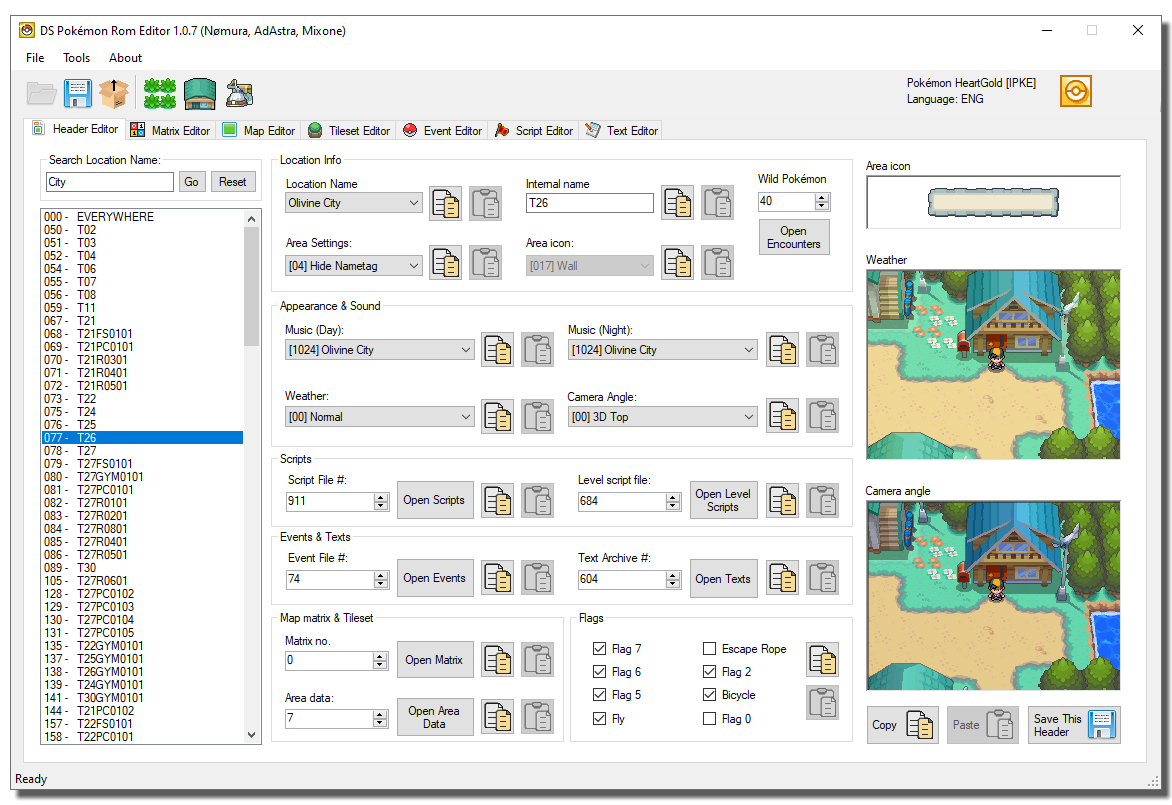 DS Pokémon Rom Editor 1.0.7 (Nømura, AdAstra, Mixone)
File Tools About
Pokémon HeartGold [IPKE]
Language: ENG
Header Editor Matrix Editor Map Editor Tileset Editor Event Editor Script Editor Text Editor
Search Location Name:
City Go Reset
000 - EVERYWHERE
050 - T02
051 - T03
052 - T04
054 - T06
055 - T07
056 - T08
059 - T11
067 - T21
068 - T21FS0101
069 - T21PC0101
070 - T21R0301
071 - T21R0401
072 - T21R0501
073 - T22
075 - T24
076 - T25
077 - T26
078 - T27
079 - T27FS0101
080 - T27GYM0101
081 - T27PC0101
082 - T27R0101
083 - T27R0201
084 - T27R0801
085 - T27R0401
086 - T27R0501
089 - T30
105 - T27R0601
128 - T27PC0102
129 - T27PC0103
130 - T27PC0104
131 - T27PC0105
135 - T22GYM0101
137 - T25GYM0101
138 - T26GYM0101
139 - T24GYM0101
141 - T30GYM0101
144 - T21PC0102
157 - T22FS0101
158 - T22PC0101
Location Info
Location Name
Olivine City
Internal name
T26
Wild Pokémon
40
Open
Encounters
Area Settings:
[04] Hide Nametag
Area icon:
[017] Wall
Appearance & Sound
Music (Day):
[1024] Olivine City
Music (Night):
[1024] Olivine City
Weather:
[00] Normal
Camera Angle:
[00] 3D Top
Scripts
Script File #:
911
Open Scripts
Level script file:
684
Open Level
Scripts
Events & Texts
Event File #:
74
Open Events
Text Archive #:
604
Open Texts
Map matrix & Tileset
Matrix no.
0
Open Matrix
Area data:
7
Open Area
Data
Flags
Flag 7 Escape Rope
Flag 6 Flag 2
Flag 5 Bicycle
Fly Flag 0
Area icon
Weather
Camera angle
Copy Paste
Save This
Header
Ready